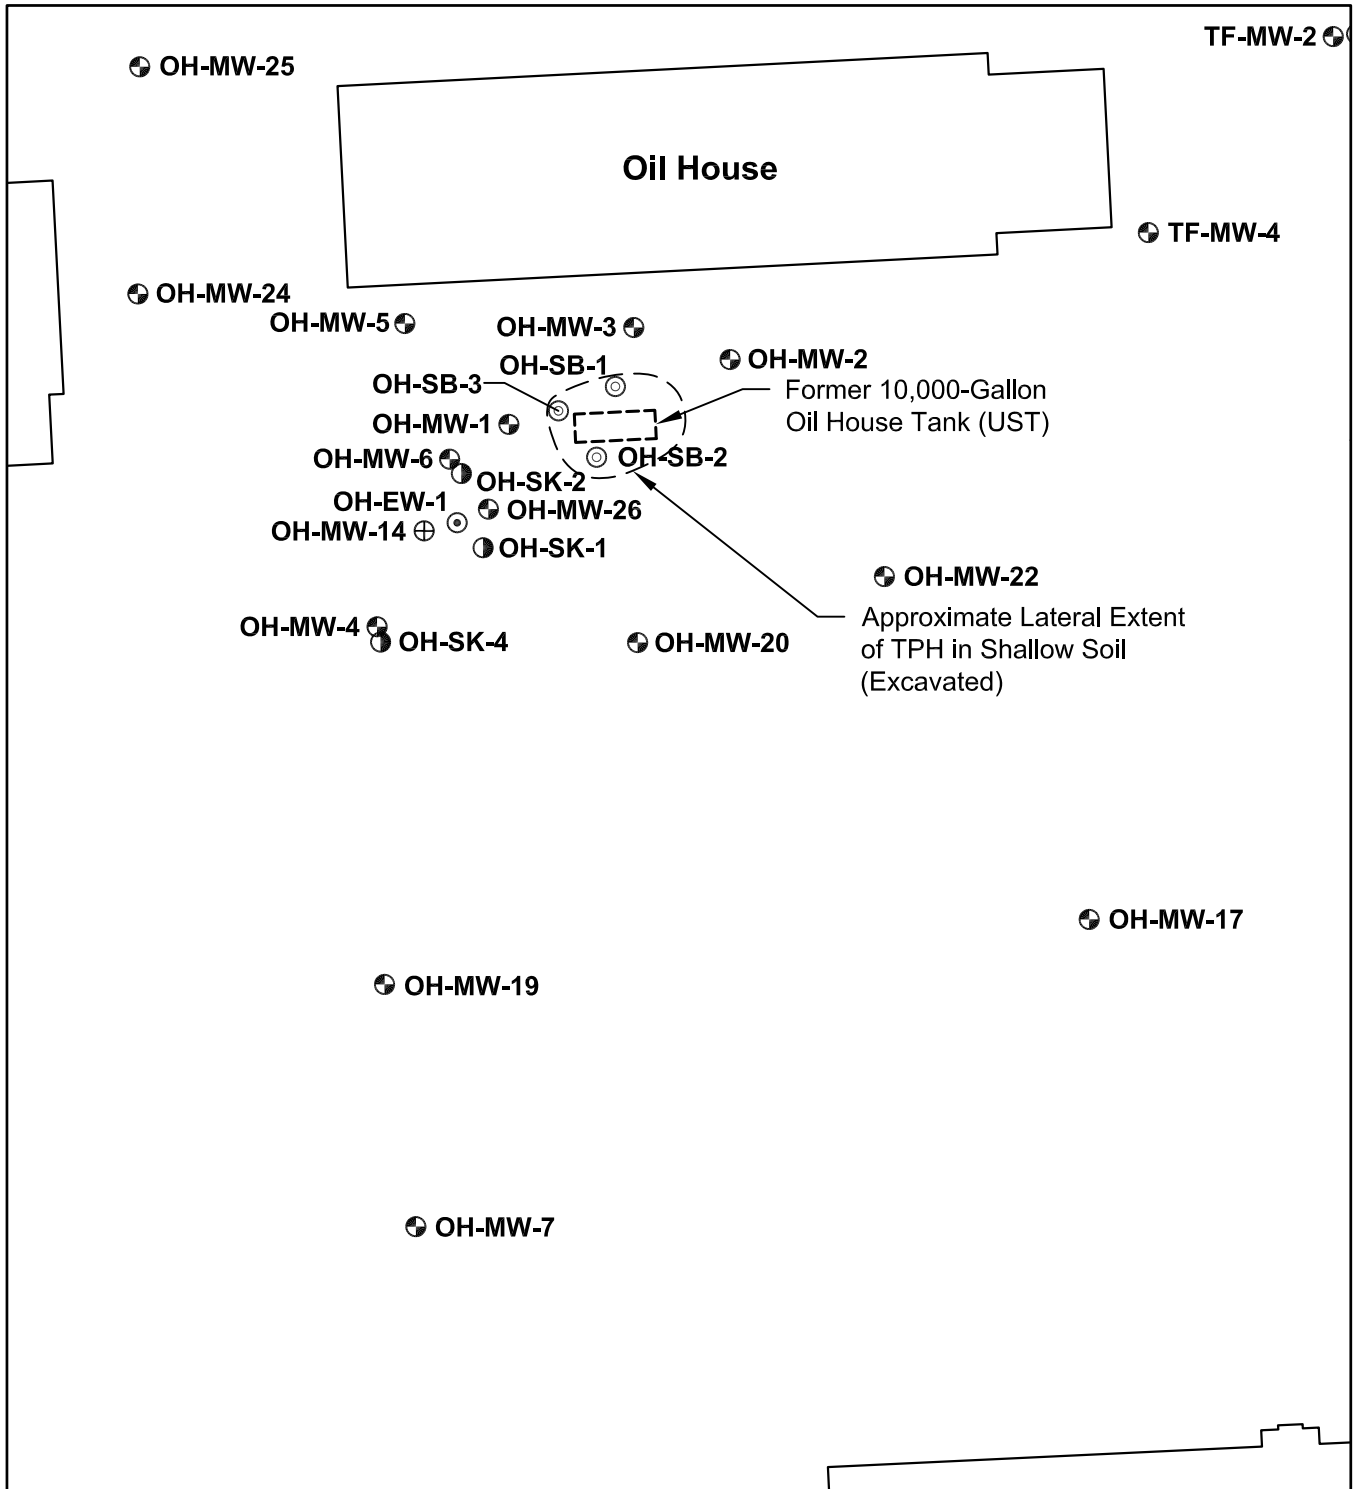 TF-MW-2
OH-MW-25
Oil House
TF-MW-4
OH-MW-24
OH-MW-5
OH-MW-3
OH-MW-2
OH-SB-1
OH-SB-3
Former 10,000-Gallon
Oil House Tank (UST)
OH-MW-1
OH-MW-6
OH-SB-2
OH-SK-2
OH-EW-1
OH-MW-26
OH-MW-14
OH-SK-1
OH-MW-22
Approximate Lateral Extent
of TPH in Shallow Soil
(Excavated)
OH-MW-4
OH-SK-4
OH-MW-20
OH-MW-17
OH-MW-19
OH-MW-7